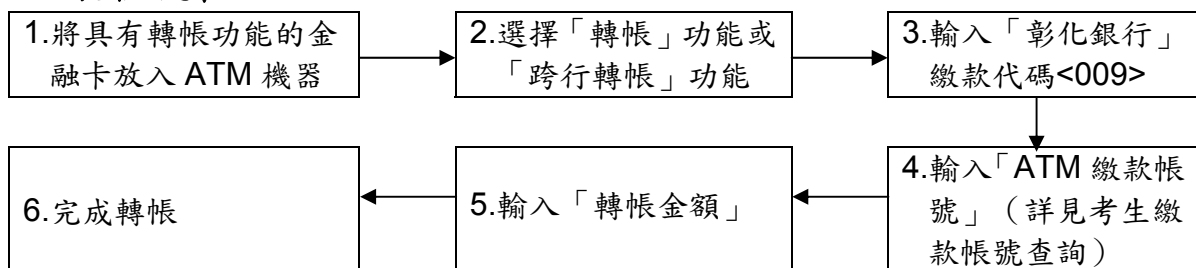 1.將具有轉帳功能的金
融卡放入 ATM 機器
2.選擇「轉帳」功能或
「跨行轉帳」功能
3.輸入「彰化銀行」
繳款代碼<009>
4.輸入「ATM 繳款帳
號」（詳見考生繳
款帳號查詢）
5.輸入「轉帳金額」
6.完成轉帳